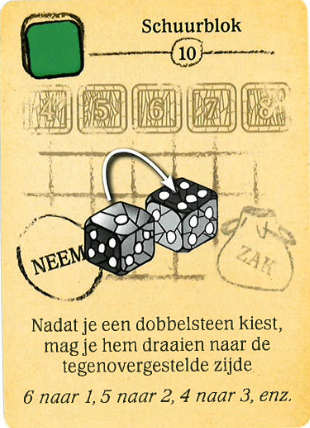 Schuurblok
10
4 5 6 7 8
NEEM
ZAK
Nadat je een dobbelsteen kiest,
mag je hem draaien naar de
tegenovergestelde zijde
6 naar 1, 5 naar 2, 4 naar 3, enz.